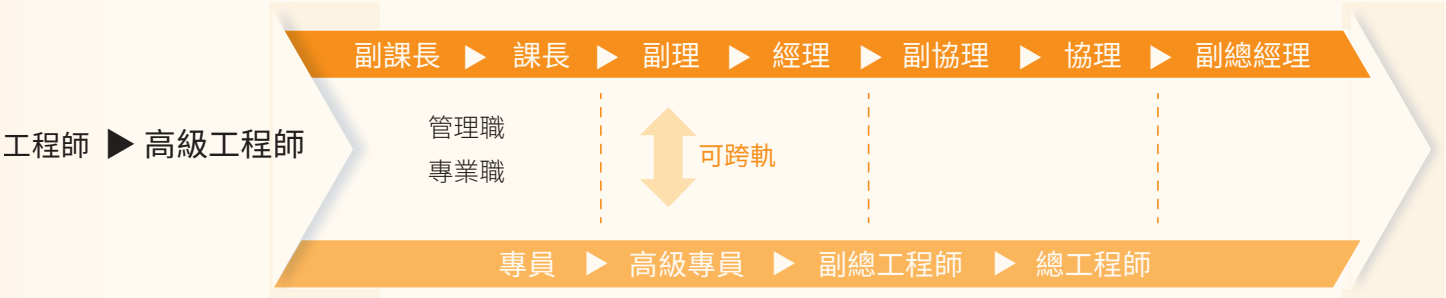 副課長 ▶ 課長 ▶ 副理 ▶ 經理 ▶ 副協理 ▶ 協理 ▶ 副總經理
工程師 ▶ 高級工程師
管理職
專業職
可跨軌
專員 ▶ 高級專員 ▶ 副總工程師 ▶ 總工程師